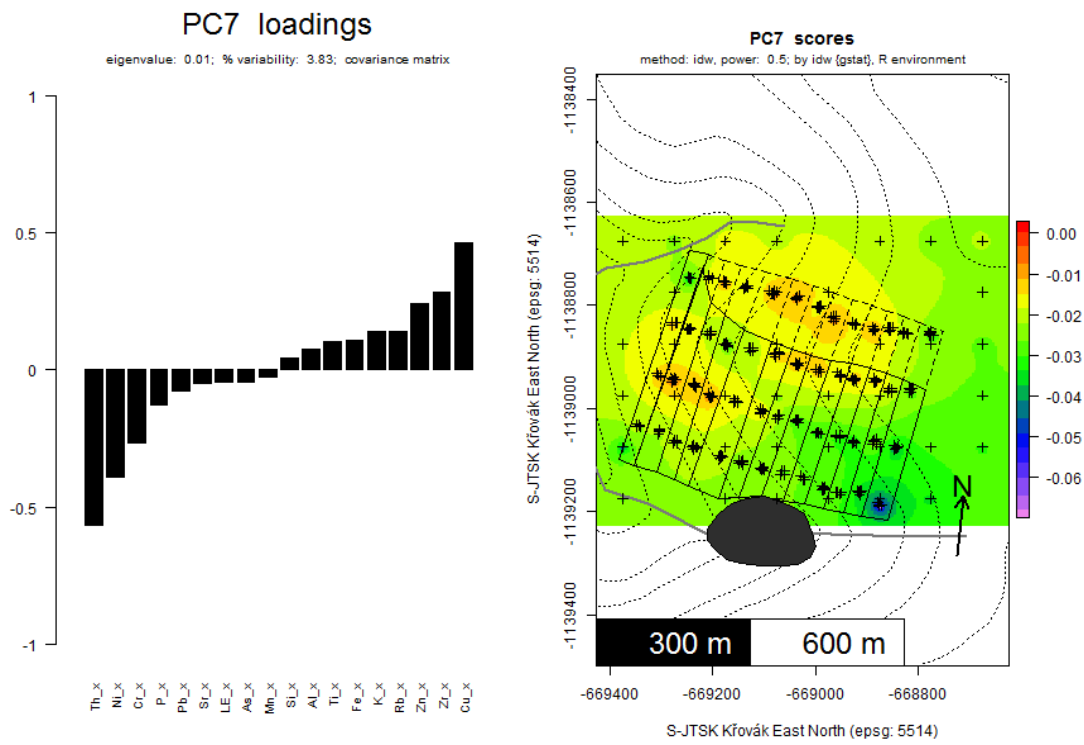 PC7 loadings
eigenvalue: 0.01; % variability: 3.83; covariance matrix
1
0.5
0
-0.5
-1
Th_x
Ni_x
Cr_x
P_x
Pb_x
Sr_x
LE_x
As_x
Mn_x
Si_x
Al_x
Ti_x
Fe_x
K_x
Rb_x
Zn_x
Zr_x
Cu_x
PC7 scores
method: idw, power: 0.5; by idw {gstat}, R environment
S-JTSK Křovák East North (epsg: 5514)
-1138400
-1138600
-1138800
-1139000
-1139200
-1139400
N
300 m
600 m
-669400
-669200
-669000
-668800
S-JTSK Křovák East North (epsg: 5514)
0.00
-0.01
-0.02
-0.03
-0.04
-0.05
-0.06